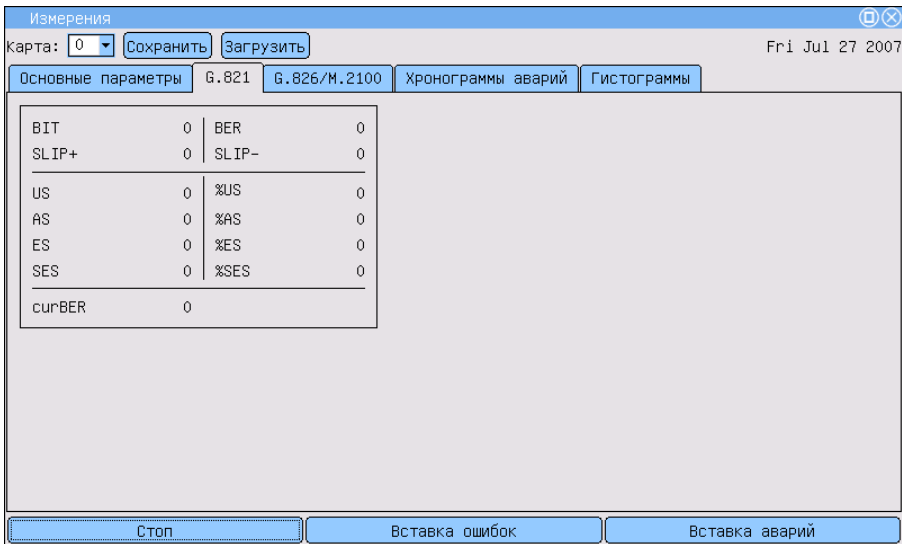 Измерения
Карта: 0 Сохранить Загрузить Fri Jul 27 2007
Основные параметры G.821 G.826/M.2100 Хронограммы аварий Гистограммы
BIT 0 BER 0
SLIP+ 0 SLIP- 0
US 0 %US 0
AS 0 %AS 0
ES 0 %ES 0
SES 0 %SES 0
curBER 0
Стоп Вставка ошибок Вставка аварий